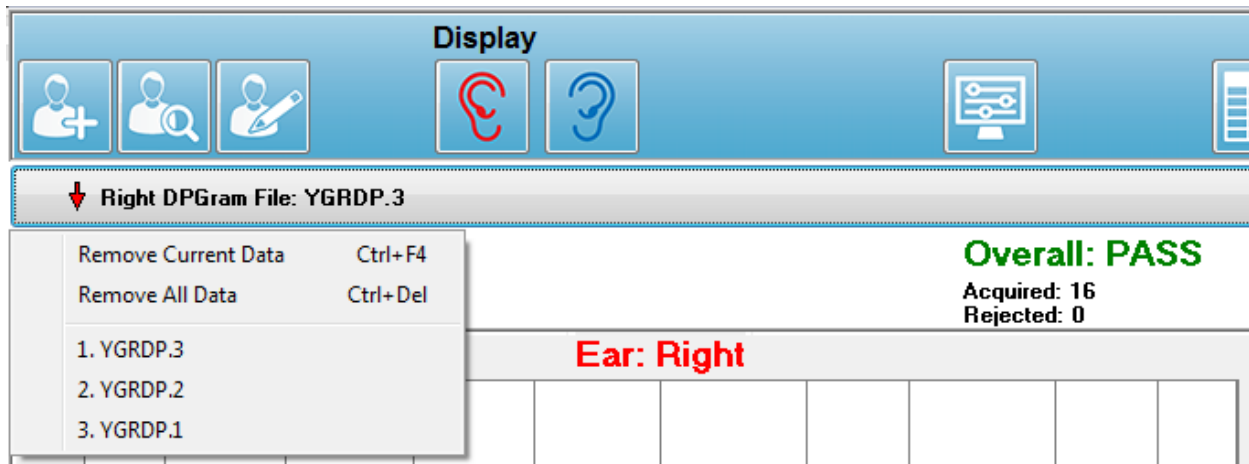 Display
Right DPGram File: YGRDP.3
Remove Current Data Ctrl+F4
Remove All Data Ctrl+Del
1. YGRDP.3
2. YGRDP.2
3. YGRDP.1
Overall: PASS
Acquired: 16
Rejected: 0
Ear: Right